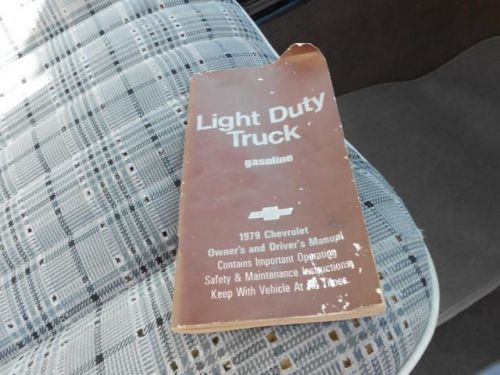 Light Duty
Truck
gasoline
1979 Chevrolet
Owner's and Driver's Manual
Contains Important Operating
Safety & Maintenance Instructions
Keep With Vehicle At All Times